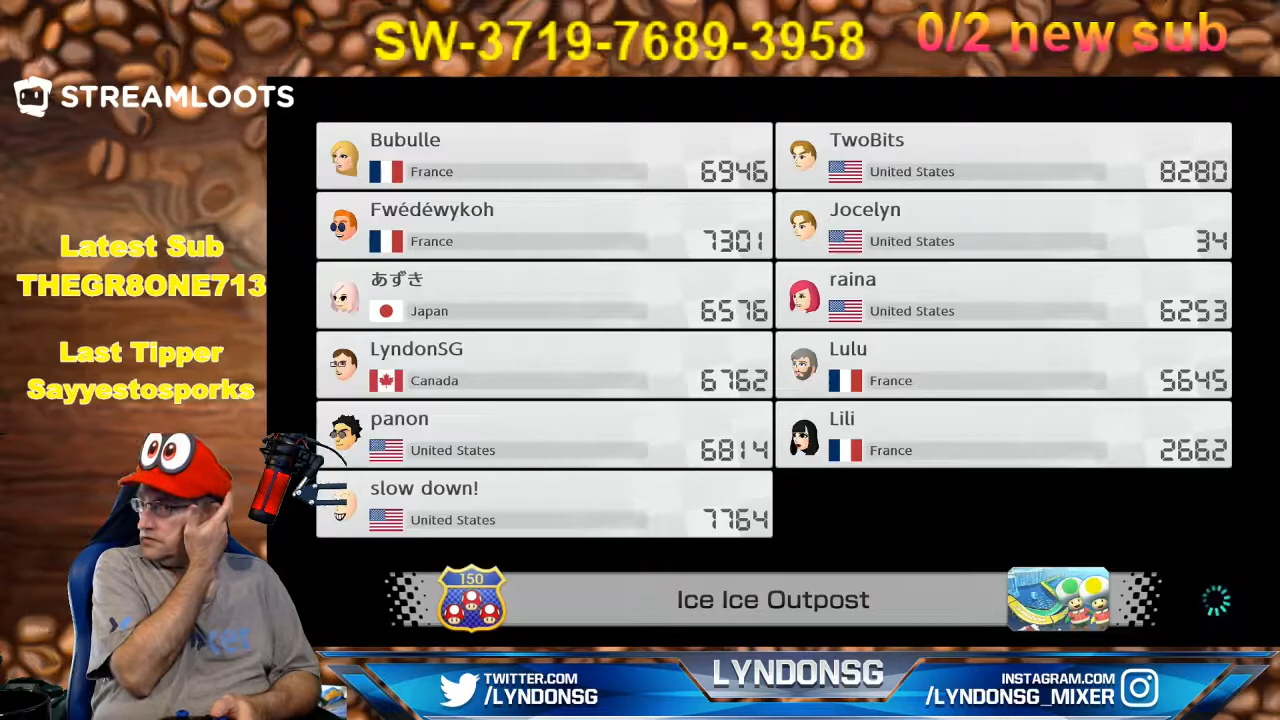 SW-3719-7689-3958
0/2 new sub
STREAMLOOTS
Bubulle
France
6946
TwoBits
United States
8280
Fwédéwykoh
France
7301
Jocelyn
United States
34
あずき
Japan
6576
raina
United States
6253
LyndonSG
Canada
6762
Lulu
France
5645
panon
United States
6814
Lili
France
2662
slow down!
United States
7764
Latest Sub
THEGR8ONE713
Last Tipper
Sayyestosporks
150
Ice Ice Outpost
TWITTER.COM
/LYNDONSG
LYNDONSG
INSTAGRAM.COM
/LYNDONSG_MIXER